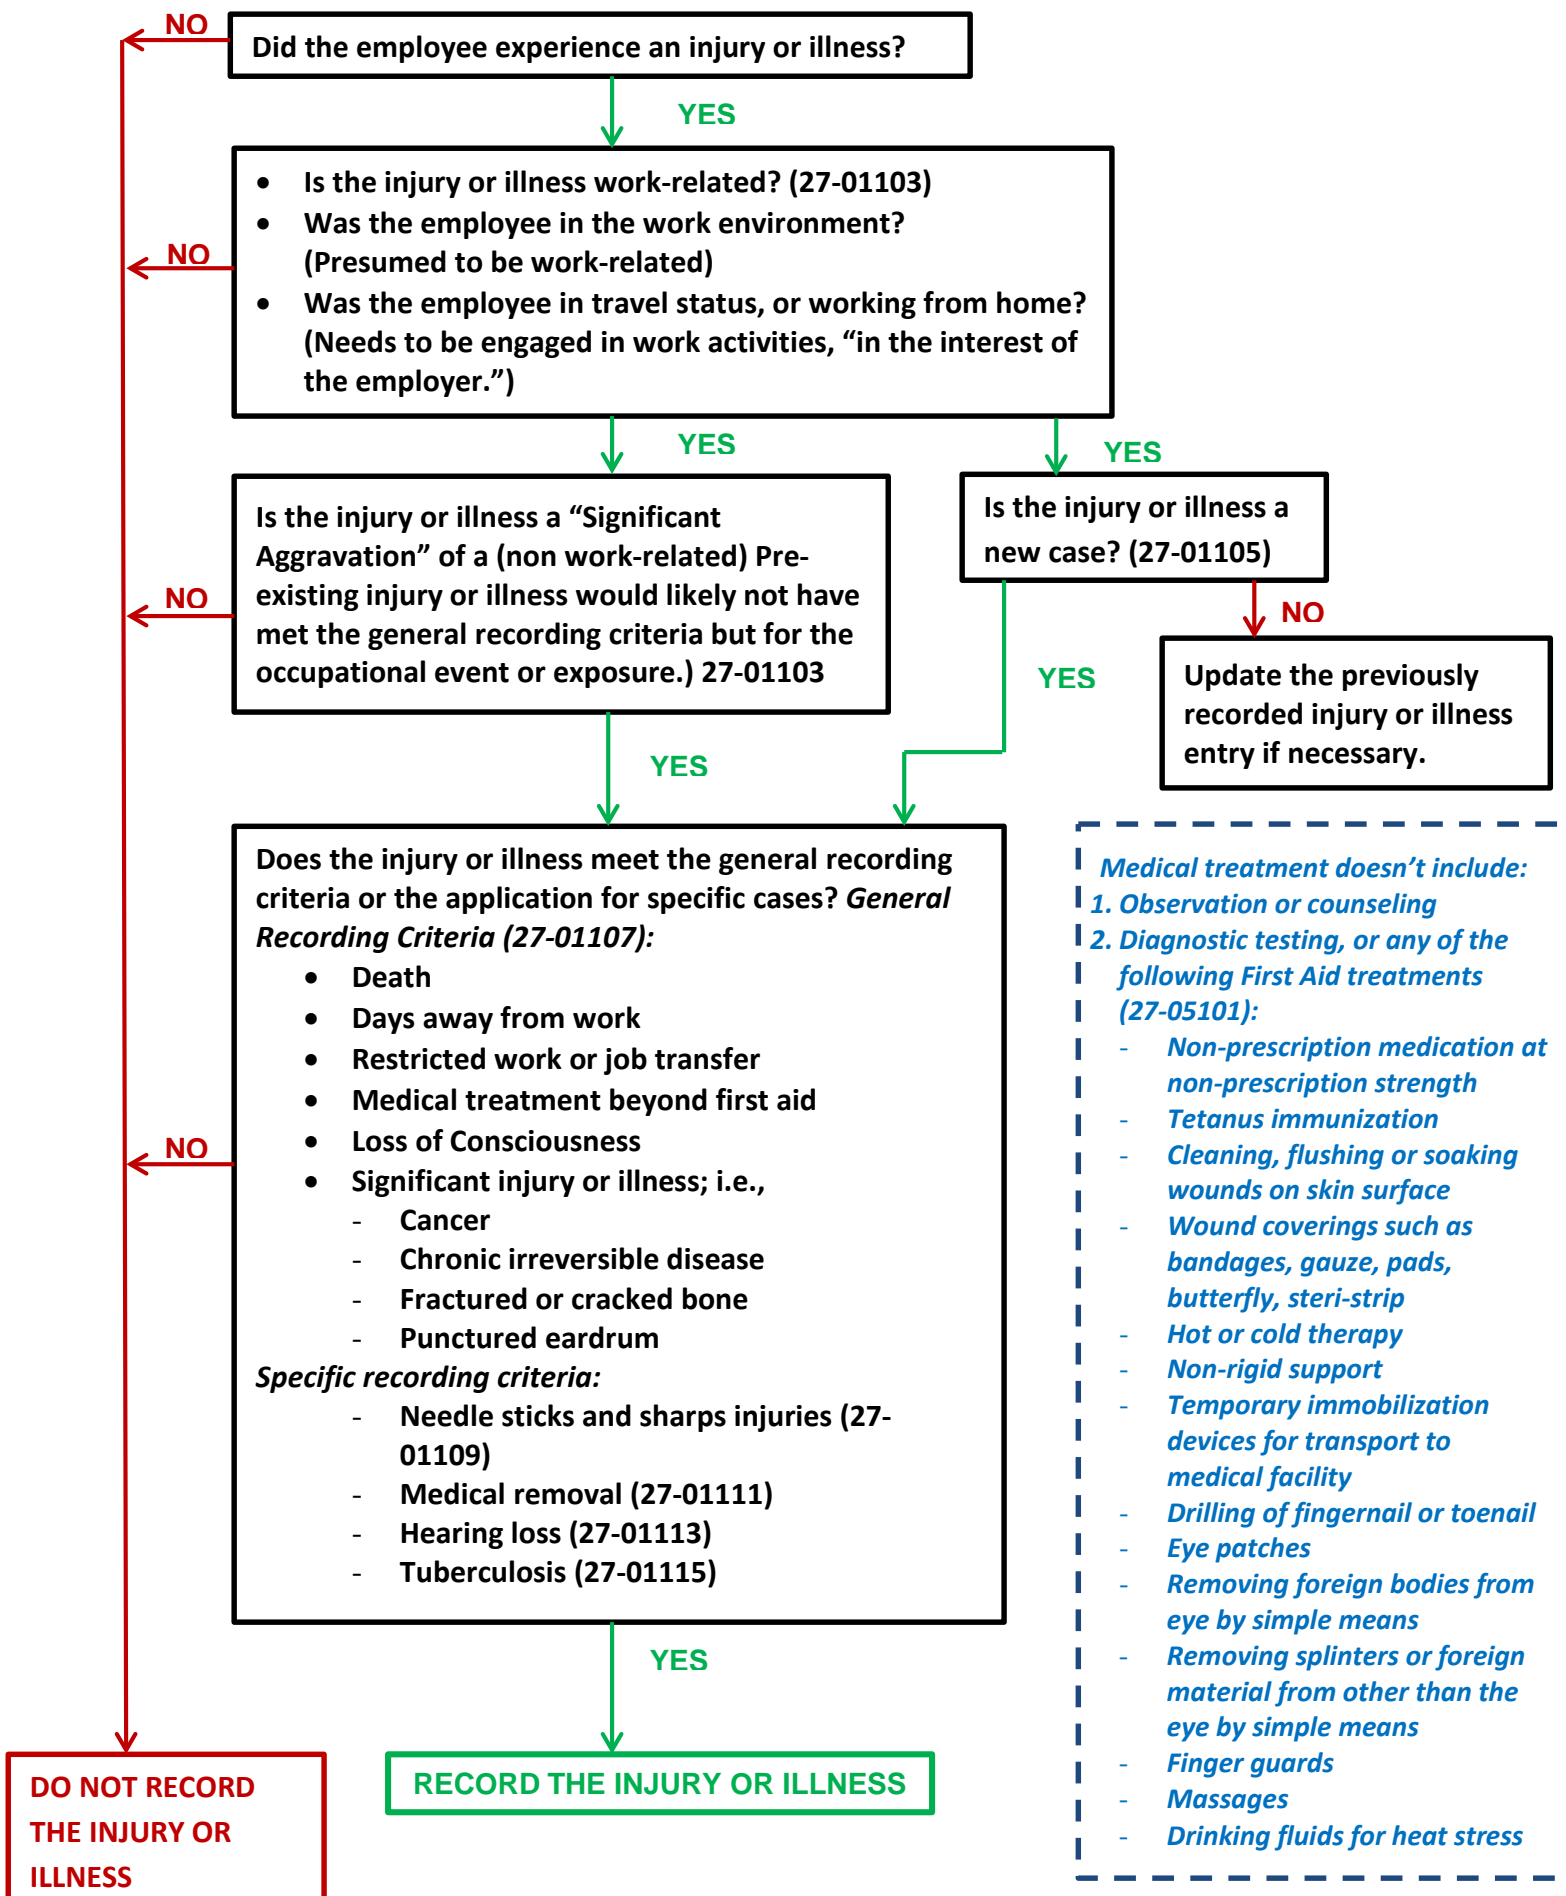 NO
Did the employee experience an injury or illness?
YES
• Is the injury or illness work-related? (27-01103)
• Was the employee in the work environment?
(Presumed to be work-related)
• Was the employee in travel status, or working from home?
(Needs to be engaged in work activities, “in the interest of
the employer.”)
NO
YES
YES
Is the injury or illness a “Significant
Aggravation” of a (non work-related) Pre-
existing injury or illness would likely not have
met the general recording criteria but for the
occupational event or exposure.) 27-01103
NO
Is the injury or illness a
new case? (27-01105)
NO
YES
Update the previously
recorded injury or illness
entry if necessary.
YES
Does the injury or illness meet the general recording
criteria or the application for specific cases? General
Recording Criteria (27-01107):
• Death
• Days away from work
• Restricted work or job transfer
• Medical treatment beyond first aid
• Loss of Consciousness
• Significant injury or illness; i.e.,
- Cancer
- Chronic irreversible disease
- Fractured or cracked bone
- Punctured eardrum
Specific recording criteria:
- Needle sticks and sharps injuries (27-
01109)
- Medical removal (27-01111)
- Hearing loss (27-01113)
- Tuberculosis (27-01115)
NO
YES
Medical treatment doesn’t include:
1. Observation or counseling
2. Diagnostic testing, or any of the
following First Aid treatments
(27-05101):
- Non-prescription medication at
non-prescription strength
- Tetanus immunization
- Cleaning, flushing or soaking
wounds on skin surface
- Wound coverings such as
bandages, gauze, pads,
butterfly, steri-strip
- Hot or cold therapy
- Non-rigid support
- Temporary immobilization
devices for transport to
medical facility
- Drilling of fingernail or toenail
- Eye patches
- Removing foreign bodies from
eye by simple means
- Removing splinters or foreign
material from other than the
eye by simple means
- Finger guards
- Massages
- Drinking fluids for heat stress
DO NOT RECORD
THE INJURY OR
ILLNESS
RECORD THE INJURY OR ILLNESS